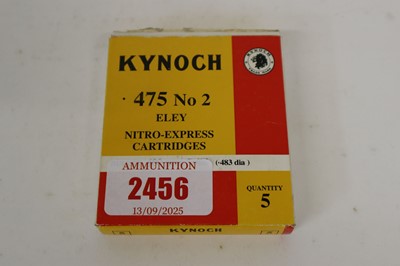 KYNOCH
· 475 No 2
ELEY
NITRO-EXPRESS
CARTRIDGES
(·483 dia )
AMMUNITION
2456
13/09/2025
QUANTITY
5
KYNOCH